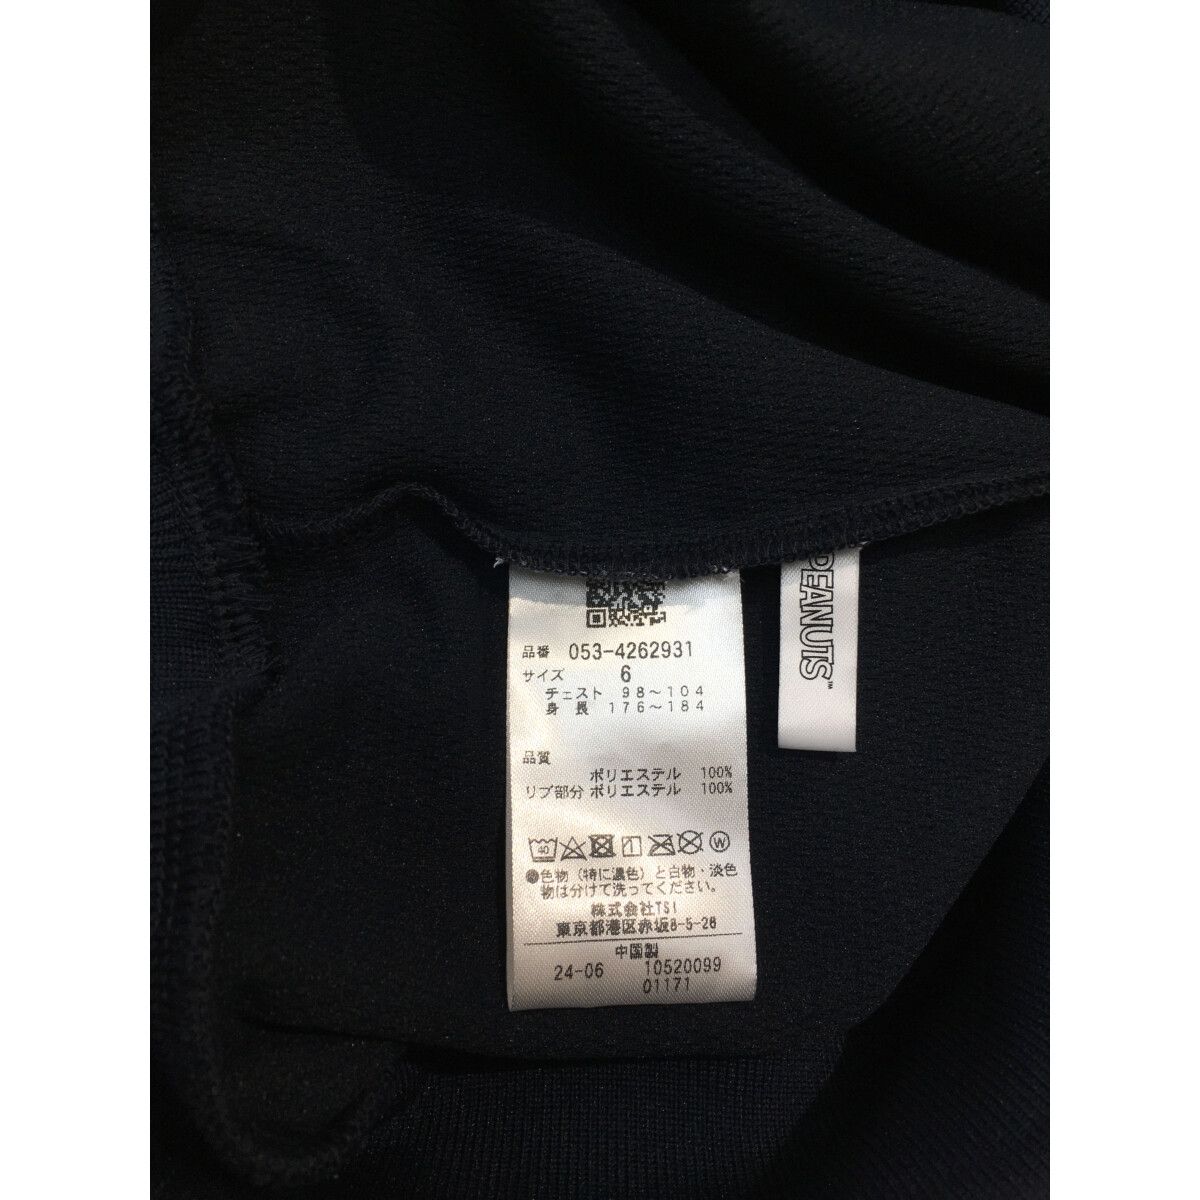 品番 053-4262931
サイズ 6
チェスト 98～104
身長 176～184
品質
ポリエステル 100%
リブ部分 ポリエステル 100%
40 W
●色物（特に濃色）と白物・淡色
物は分けて洗ってください。
株式会社TSI
東京都港区赤坂8-5-28
中国製
24-06 10520099
01171
PEANUTS™